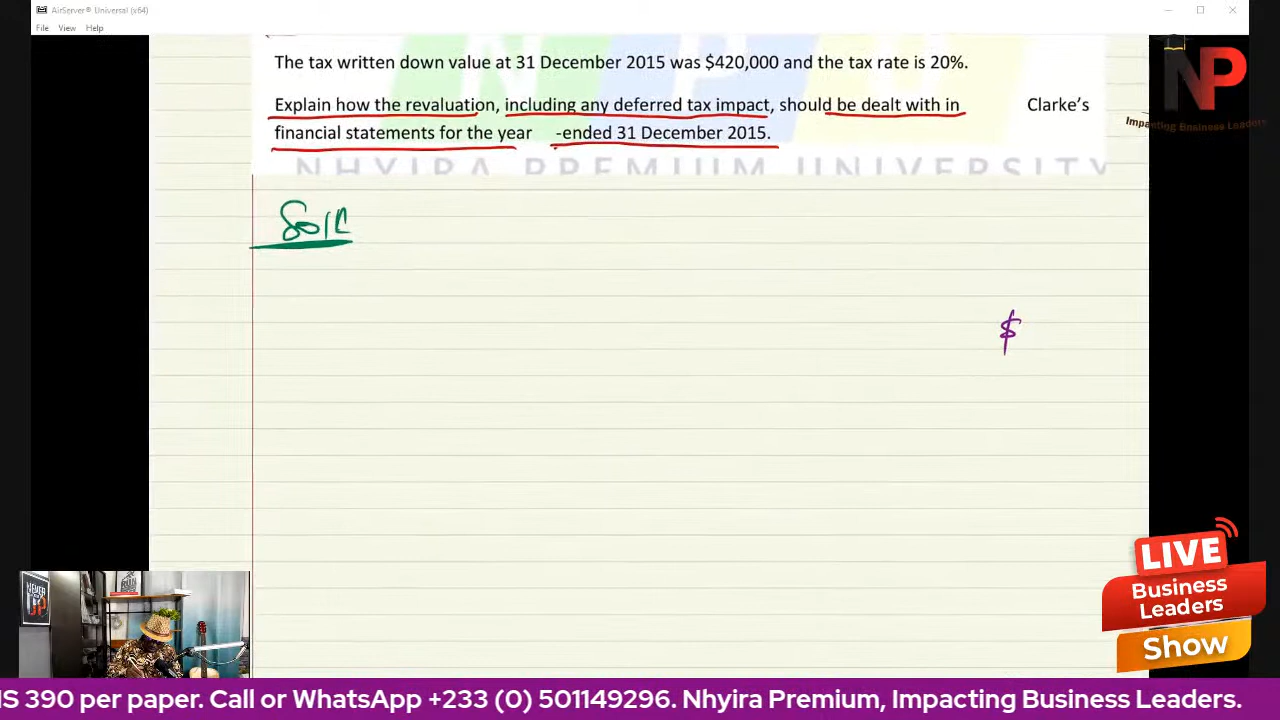 AirServer® Universal (x64)
File View Help
The tax written down value at 31 December 2015 was $420,000 and the tax rate is 20%.
Explain how the revaluation, including any deferred tax impact, should be dealt with in Clarke's
financial statements for the year -ended 31 December 2015.
NHYIRA PREMIUM UNIVERSITY
NP
Impacting Business Leaders
Soln
$
NEVER
UP
LIVE
Business
Leaders
Show
IS 390 per paper. Call or WhatsApp +233 (0) 501149296. Nhyira Premium, Impacting Business Leaders.